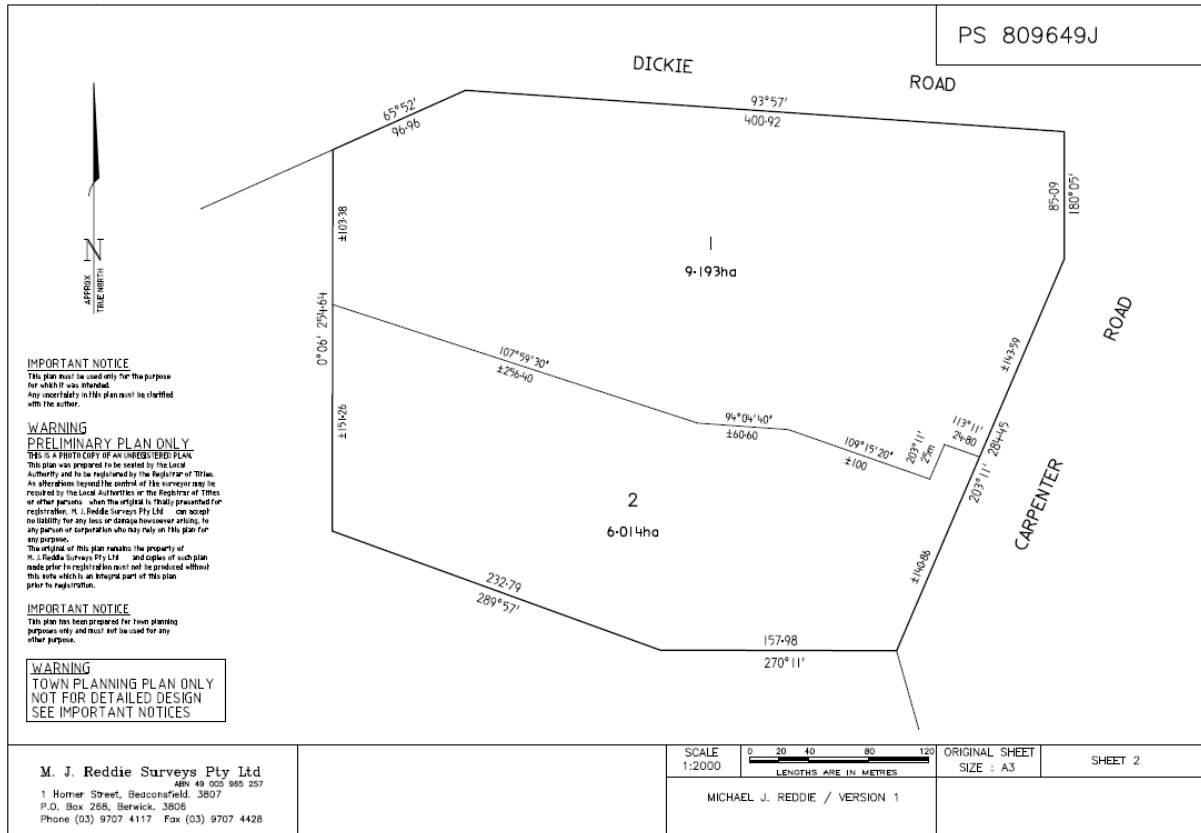 PS 809649J
DICKIE ROAD
65°52'
96·96
93°57'
400·92
85·09
180°05'
±103·38
0°06' 254·64
±151·26
1
9·193ha
ROAD
±143·59
107°59'30"
±256·40
94°04'40"
±60·60
109°15'20"
±100
203°11'
25m
113°11'
24·80
203°11' 284·45
CARPENTER
±140·86
2
6·014ha
232·79
289°57'
157·98
270°11'
N
APPROX
TRUE NORTH
IMPORTANT NOTICE
This plan must be used only for the purpose
for which it was intended.
Any uncertainty in this plan must be clarified
with the author.
WARNING
PRELIMINARY PLAN ONLY
THIS IS A PHOTO COPY OF AN UNREGISTERED PLAN.
This plan was prepared to be sealed by the Local
Authority and to be registered by the Registrar of Titles.
As alterations beyond the control of the surveyor may be
required by the Local Authorities or the Registrar of Titles
or other persons when the original is finally presented for
registration, M. J. Reddie Surveys Pty Ltd can accept
no liability for any loss or damage howsoever arising, to
any person or corporation who may rely on this plan for
any purpose.
The original of this plan remains the property of
M. J. Reddie Surveys Pty Ltd and copies of such plan
made prior to registration must not be produced without
this note which is an integral part of this plan
prior to registration.
IMPORTANT NOTICE
This plan has been prepared for town planning
purposes only and must not be used for any
other purpose.
WARNING
TOWN PLANNING PLAN ONLY
NOT FOR DETAILED DESIGN
SEE IMPORTANT NOTICES
M. J. Reddie Surveys Pty Ltd
ABN 49 005 965 257
1 Horner Street, Beaconsfield. 3807
P.O. Box 268, Berwick. 3806
Phone (03) 9707 4117 Fax (03) 9707 4428
SCALE
1:2000
0 20 40 80 120
LENGTHS ARE IN METRES
ORIGINAL SHEET
SIZE : A3
SHEET 2
MICHAEL J. REDDIE / VERSION 1